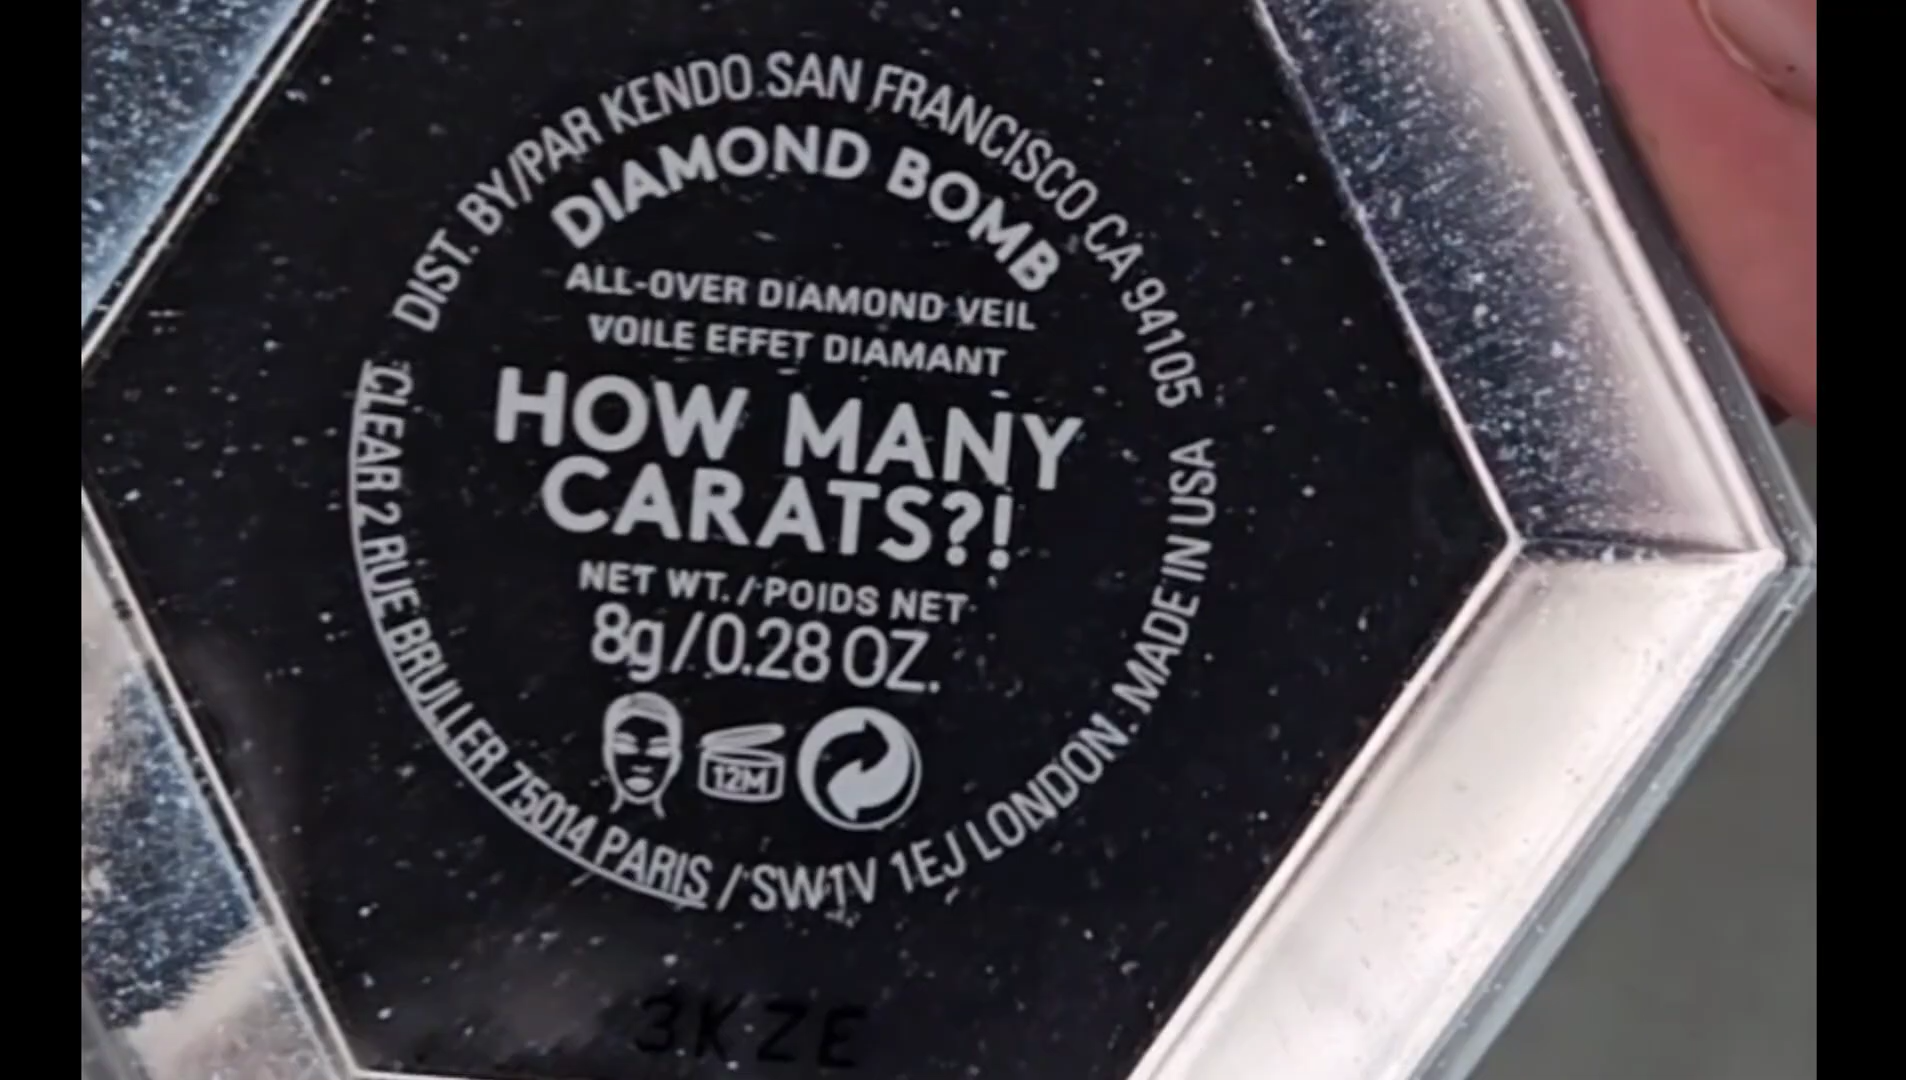 DIST. BY/PAR KENDO SAN FRANCISCO CA 94105
DIAMOND BOMB
ALL-OVER DIAMOND VEIL
VOILE EFFET DIAMANT
HOW MANY
CARATS?!
NET WT. / POIDS NET
8g/0.28 OZ.
12M
CLEAR 2 RUE BRULLER 75014 PARIS / SW1V 1EJ LONDON. MADE IN USA
3KZE